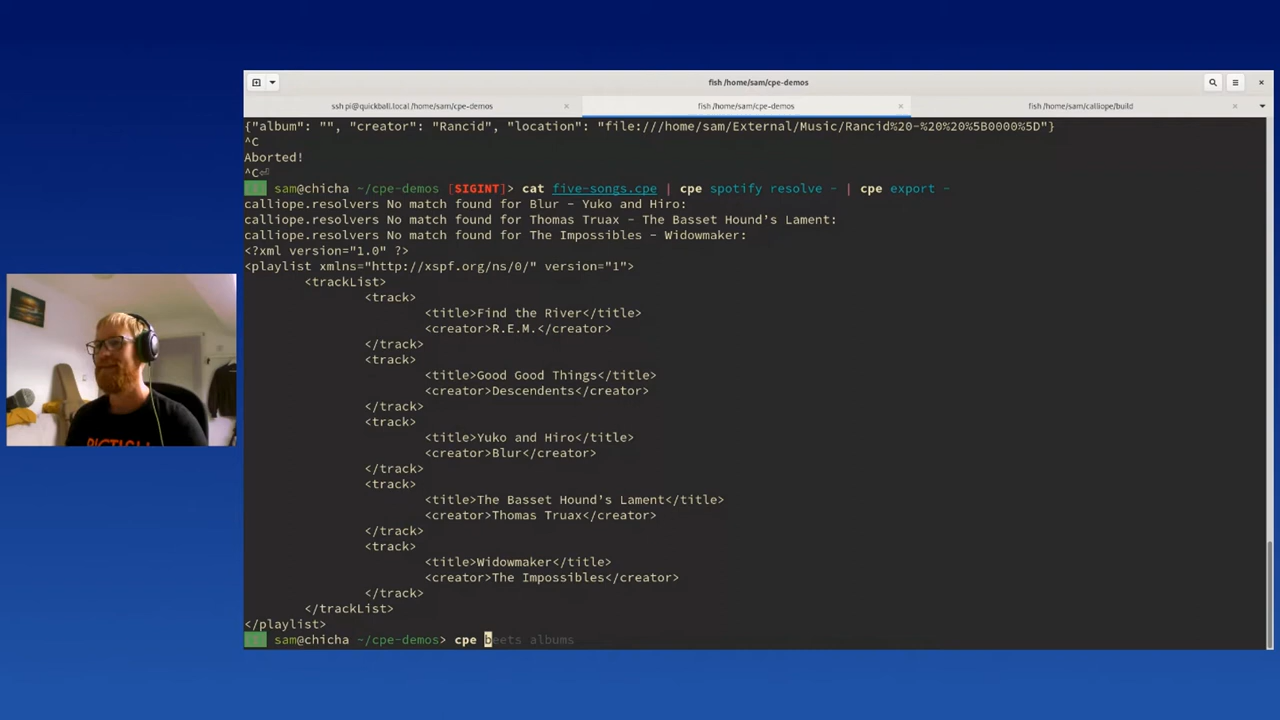 fish /home/sam/cpe-demos
ssh pi@quickball.local /home/sam/cpe-demos
fish /home/sam/cpe-demos
fish /home/sam/calliope/build
{"album": "", "creator": "Rancid", "location": "file:///home/sam/External/Music/Rancid%20-%20%20%5B0000%5D"}
^C
Aborted!
^C⏎
sam@chicha ~/cpe-demos [SIGINT]> cat five-songs.cpe | cpe spotify resolve - | cpe export -
calliope.resolvers No match found for Blur - Yuko and Hiro:
calliope.resolvers No match found for Thomas Truax - The Basset Hound’s Lament:
calliope.resolvers No match found for The Impossibles - Widowmaker:
<?xml version="1.0" ?>
<playlist xmlns="http://xspf.org/ns/0/" version="1">
<trackList>
<track>
<title>Find the River</title>
<creator>R.E.M.</creator>
</track>
<track>
<title>Good Good Things</title>
<creator>Descendents</creator>
</track>
<track>
<title>Yuko and Hiro</title>
<creator>Blur</creator>
</track>
<track>
<title>The Basset Hound’s Lament</title>
<creator>Thomas Truax</creator>
</track>
<track>
<title>Widowmaker</title>
<creator>The Impossibles</creator>
</track>
</trackList>
</playlist>
sam@chicha ~/cpe-demos> cpe beets albums